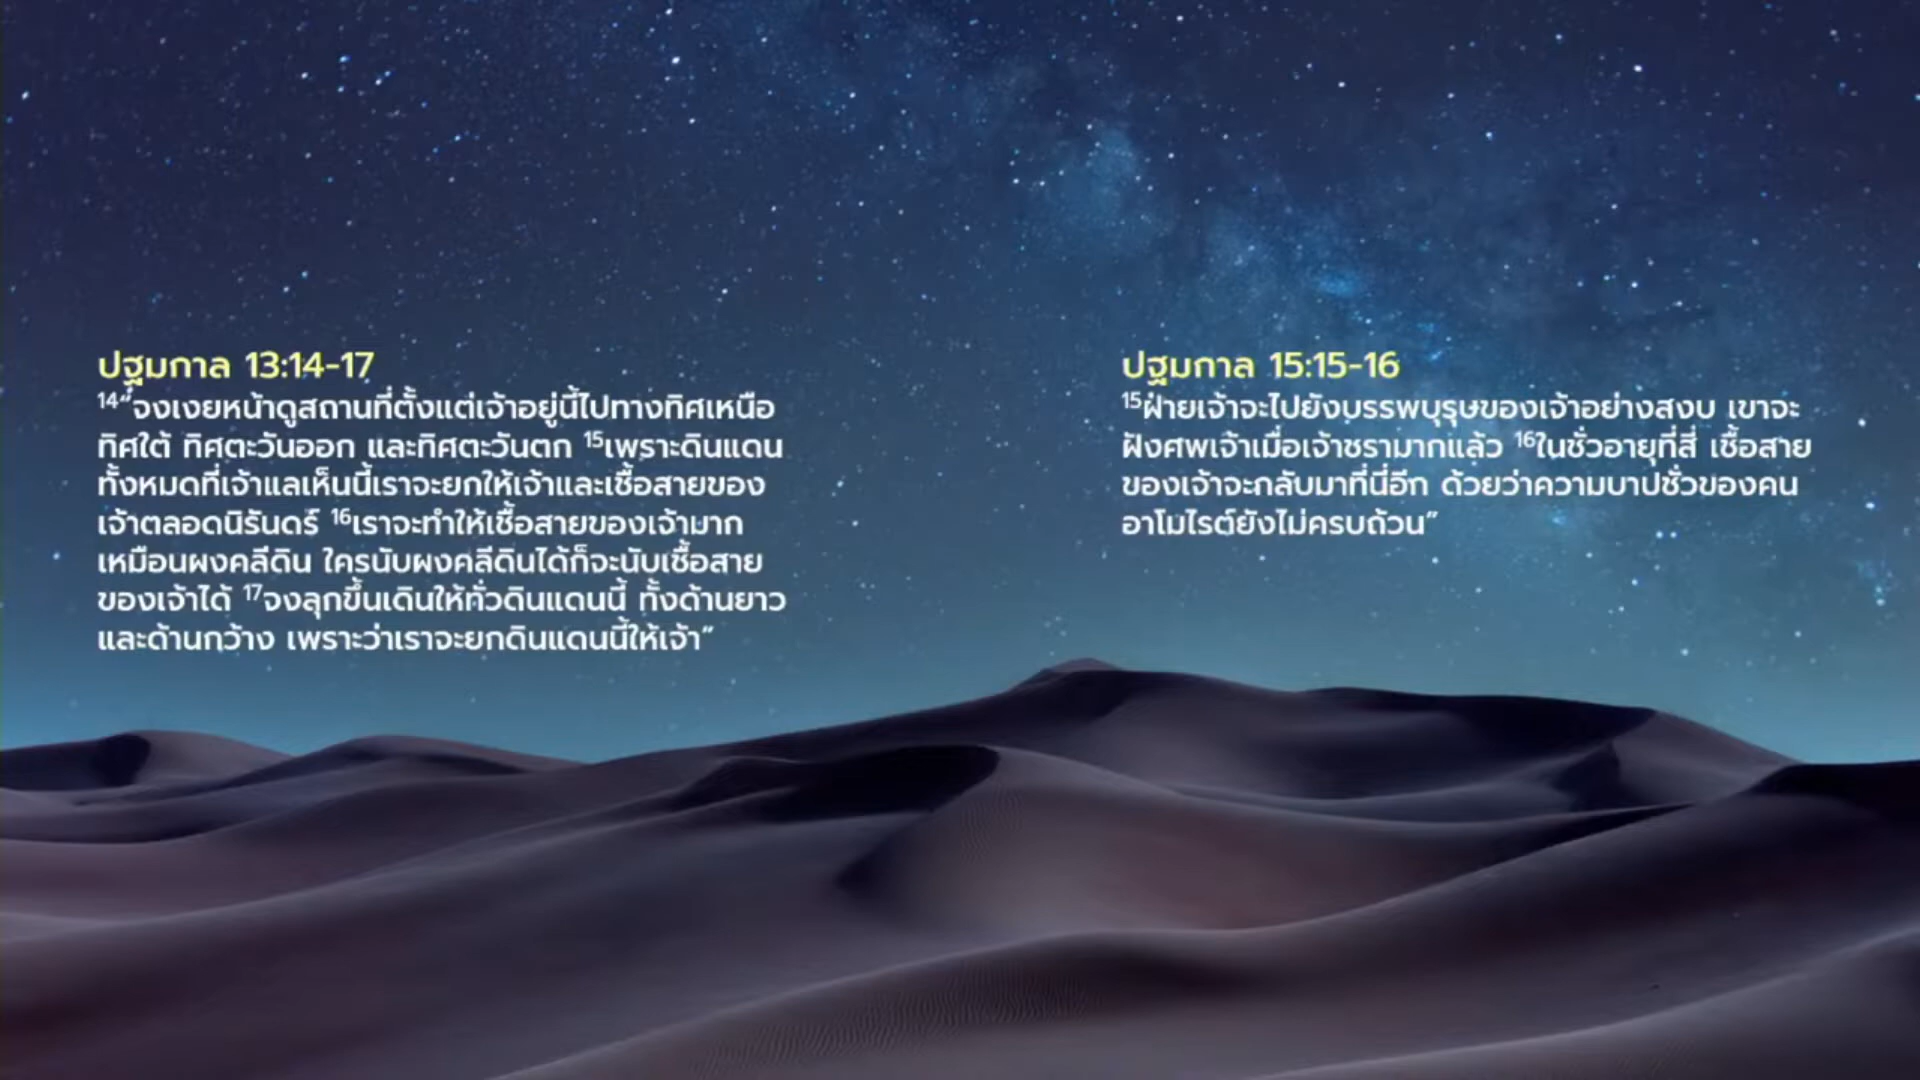 ปฐมกาล 13:14-17
¹⁴“จงเงยหน้าดูสถานที่ตั้งแต่เจ้าอยู่นี้ไปทางทิศเหนือ
ทิศใต้ ทิศตะวันออก และทิศตะวันตก ¹⁵เพราะดินแดน
ทั้งหมดที่เจ้าแลเห็นนี้เราจะยกให้เจ้าและเชื้อสายของ
เจ้าตลอดนิรันดร์ ¹⁶เราจะทำให้เชื้อสายของเจ้ามาก
เหมือนผงคลีดิน ใครนับผงคลีดินได้ก็จะนับเชื้อสาย
ของเจ้าได้ ¹⁷จงลุกขึ้นเดินให้ทั่วดินแดนนี้ ทั้งด้านยาว
และด้านกว้าง เพราะว่าเราจะยกดินแดนนี้ให้เจ้า”
ปฐมกาล 15:15-16
¹⁵ฝ่ายเจ้าจะไปยังบรรพบุรุษของเจ้าอย่างสงบ เขาจะ
ฝังศพเจ้าเมื่อเจ้าชรามากแล้ว ¹⁶ในชั่วอายุที่สี่ เชื้อสาย
ของเจ้าจะกลับมาที่นี่อีก ด้วยว่าความบาปชั่วของคน
อาโมไรต์ยังไม่ครบถ้วน”